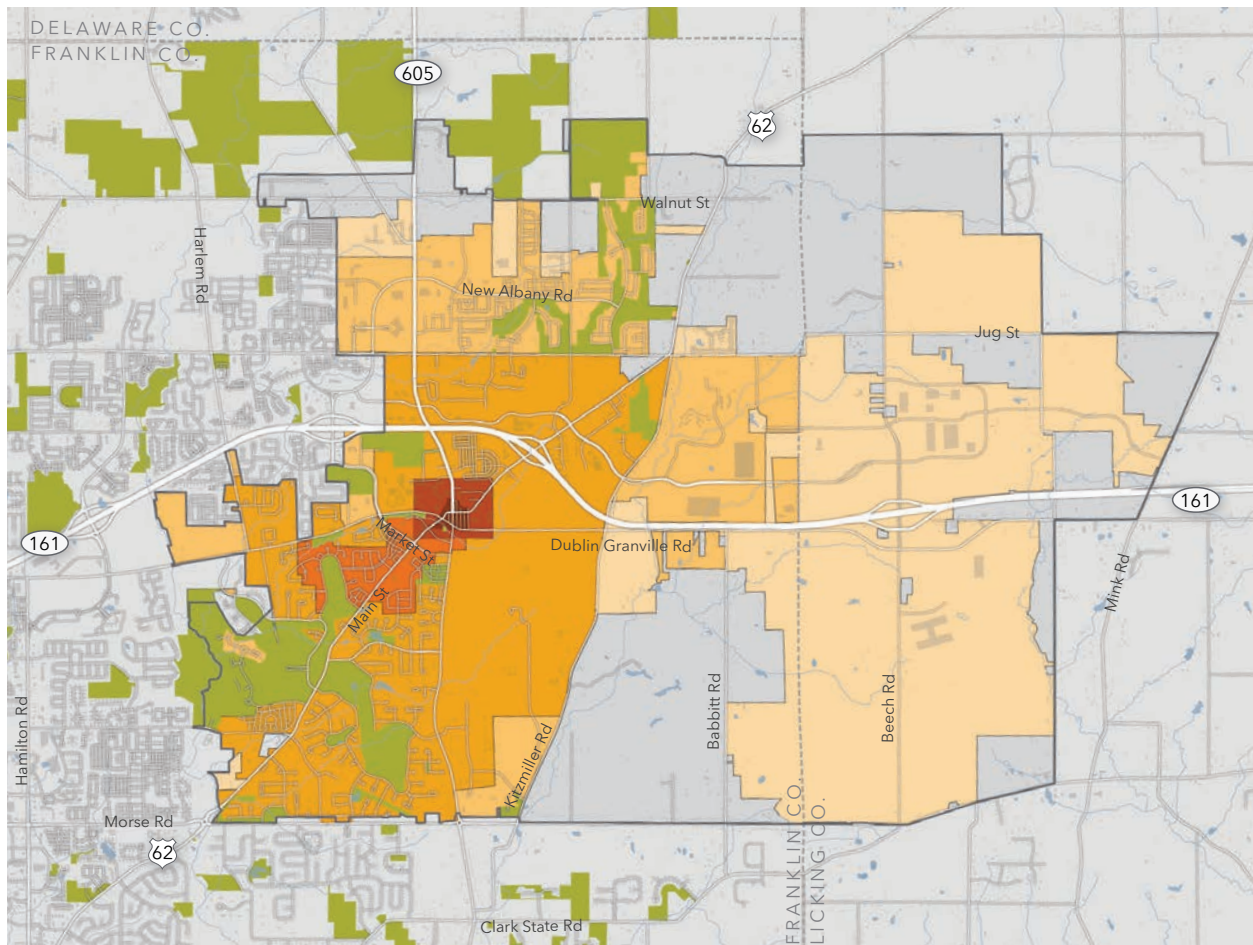 DELAWARE CO.
FRANKLIN CO.
605
62
Walnut St
Harlem Rd
New Albany Rd
Jug St
161
161
Market St
Dublin Granville Rd
Main St
Mink Rd
Hamilton Rd
Babbitt Rd
Beech Rd
Kitzmiller Rd
Morse Rd
62
FRANKLIN CO.
LICKING CO.
Clark State Rd